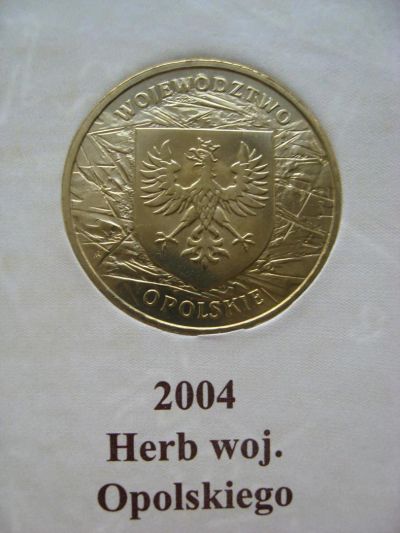 WOJEWÓDZTWO
OPOLSKIE
2004
Herb woj.
Opolskiego